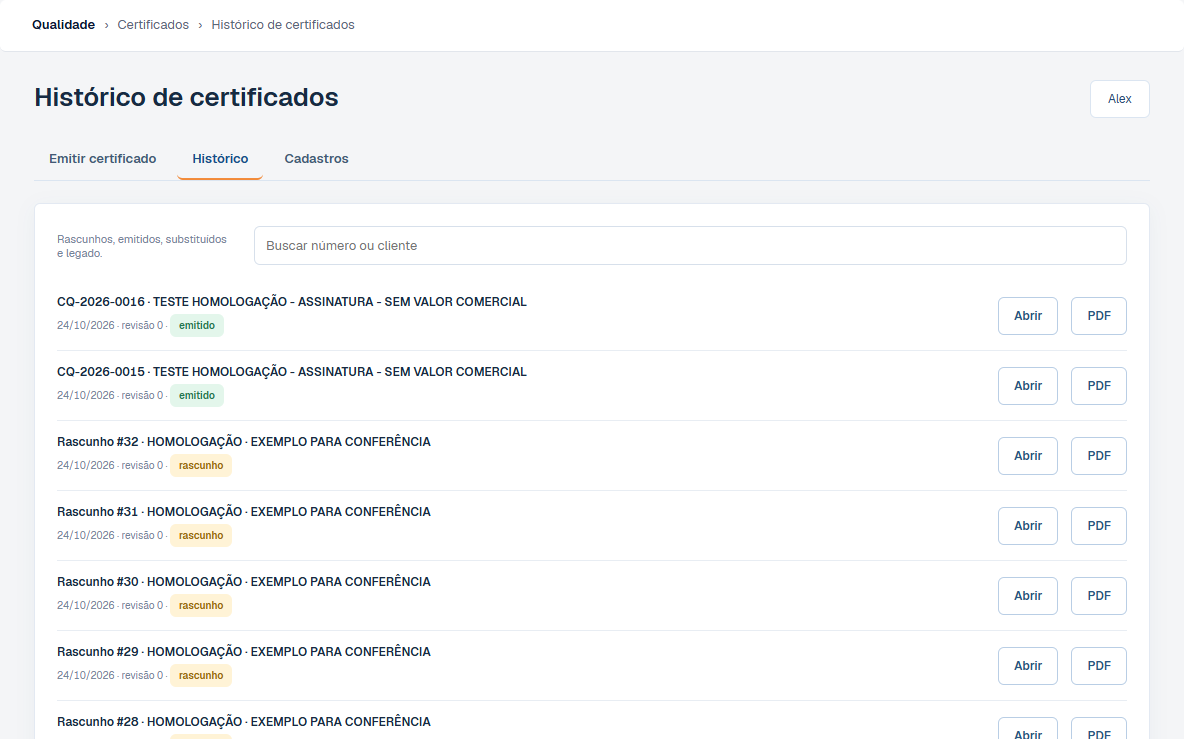 Qualidade › Certificados › Histórico de certificados
Histórico de certificados
Alex
Emitir certificado Histórico Cadastros
Rascunhos, emitidos, substituidos
e legado.
Buscar número ou cliente
CQ-2026-0016 · TESTE HOMOLOGAÇÃO - ASSINATURA - SEM VALOR COMERCIAL
24/10/2026 · revisão 0 · emitido
Abrir PDF
CQ-2026-0015 · TESTE HOMOLOGAÇÃO - ASSINATURA - SEM VALOR COMERCIAL
24/10/2026 · revisão 0 · emitido
Abrir PDF
Rascunho #32 · HOMOLOGAÇÃO · EXEMPLO PARA CONFERÊNCIA
24/10/2026 · revisão 0 · rascunho
Abrir PDF
Rascunho #31 · HOMOLOGAÇÃO · EXEMPLO PARA CONFERÊNCIA
24/10/2026 · revisão 0 · rascunho
Abrir PDF
Rascunho #30 · HOMOLOGAÇÃO · EXEMPLO PARA CONFERÊNCIA
24/10/2026 · revisão 0 · rascunho
Abrir PDF
Rascunho #29 · HOMOLOGAÇÃO · EXEMPLO PARA CONFERÊNCIA
24/10/2026 · revisão 0 · rascunho
Abrir PDF
Rascunho #28 · HOMOLOGAÇÃO · EXEMPLO PARA CONFERÊNCIA
Abrir PDF